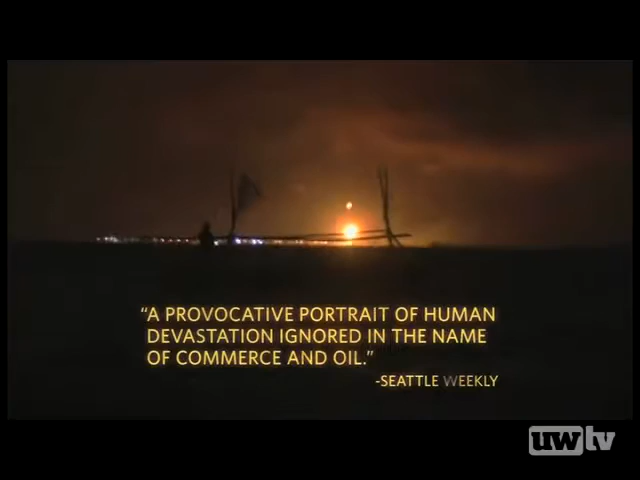 “A PROVOCATIVE PORTRAIT OF HUMAN
DEVASTATION IGNORED IN THE NAME
OF COMMERCE AND OIL.”
-SEATTLE WEEKLY
uwtv